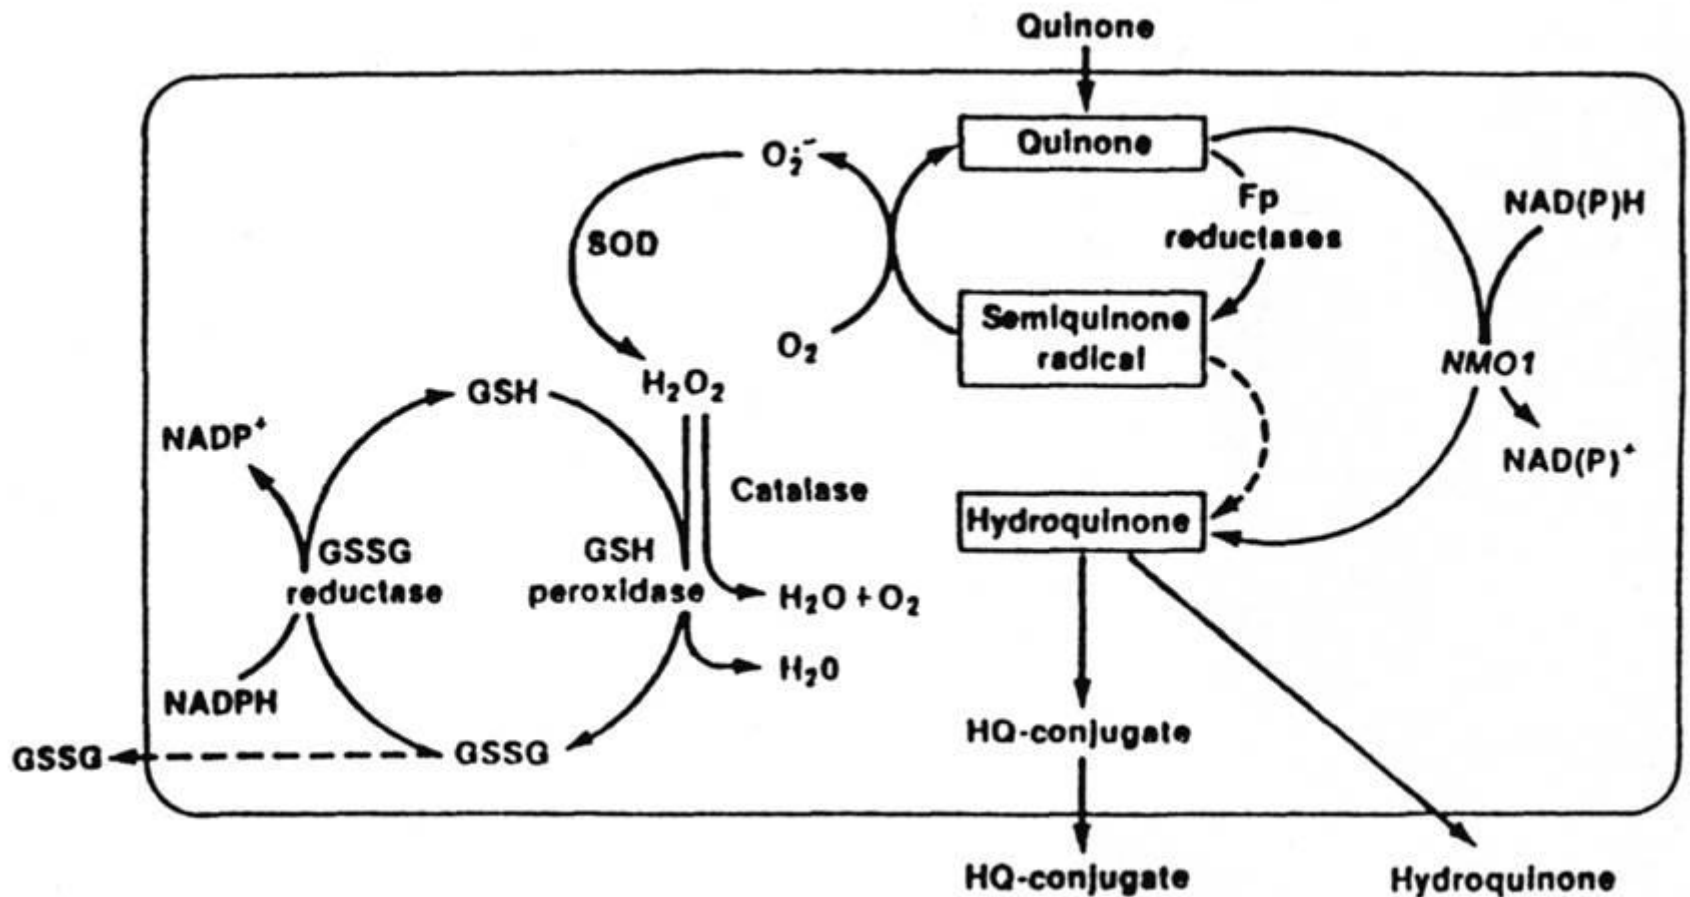 Quinone
Quinone
O₂·⁻
Fp
reductases
NAD(P)H
SOD
Semiquinone
radical
O₂
NMO1
H₂O₂
GSH
NADP⁺
NAD(P)⁺
Catalase
Hydroquinone
GSSG
reductase
GSH
peroxidase
H₂O + O₂
H₂0
NADPH
HQ-conjugate
GSSG
GSSG
HQ-conjugate
Hydroquinone